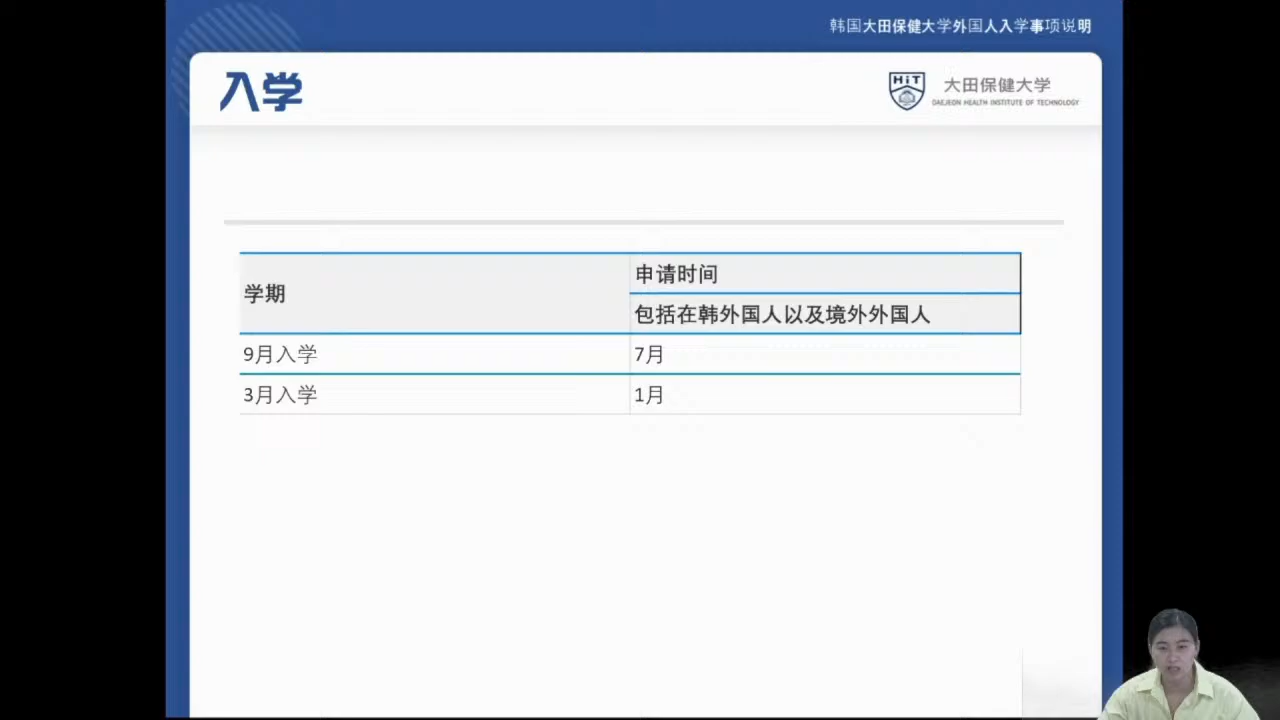 韩国大田保健大学外国人入学事项说明
入学
HiT
大田保健大学
DAEJEON HEALTH INSTITUTE OF TECHNOLOGY
学期
申请时间
包括在韩外国人以及境外外国人
9月入学
7月
3月入学
1月